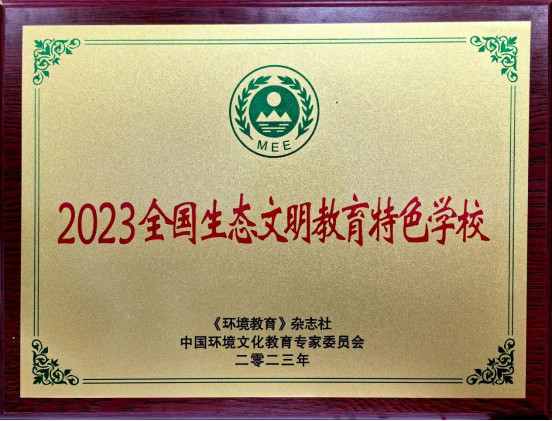 MEE
2023全国生态文明教育特色学校
《环境教育》杂志社
中国环境文化教育专家委员会
二零二三年